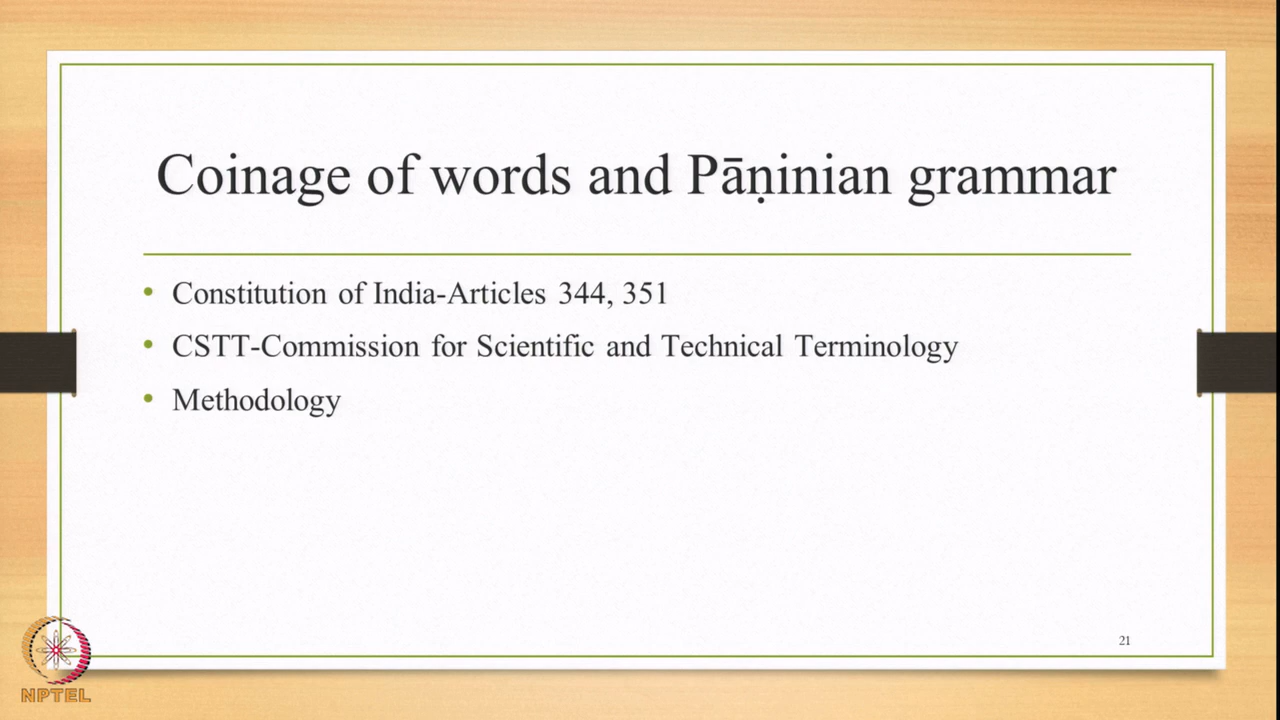 Coinage of words and Pāṇinian grammar
• Constitution of India-Articles 344, 351
• CSTT-Commission for Scientific and Technical Terminology
• Methodology
21
NPTEL